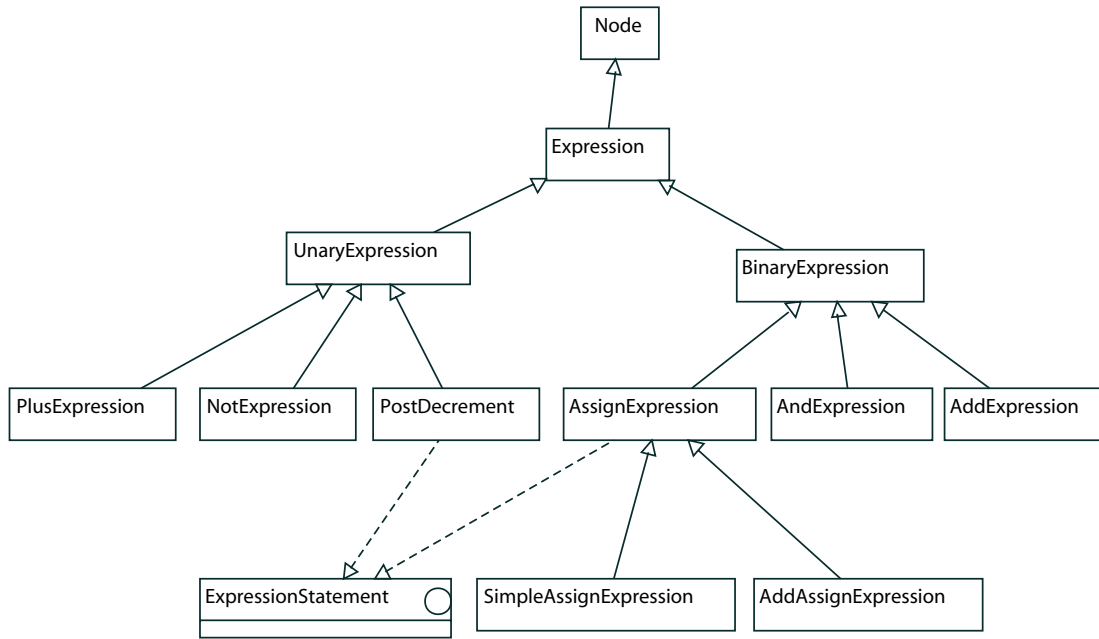 Node
Expression
UnaryExpression
BinaryExpression
PlusExpression
NotExpression
PostDecrement
AssignExpression
AndExpression
AddExpression
ExpressionStatement
SimpleAssignExpression
AddAssignExpression